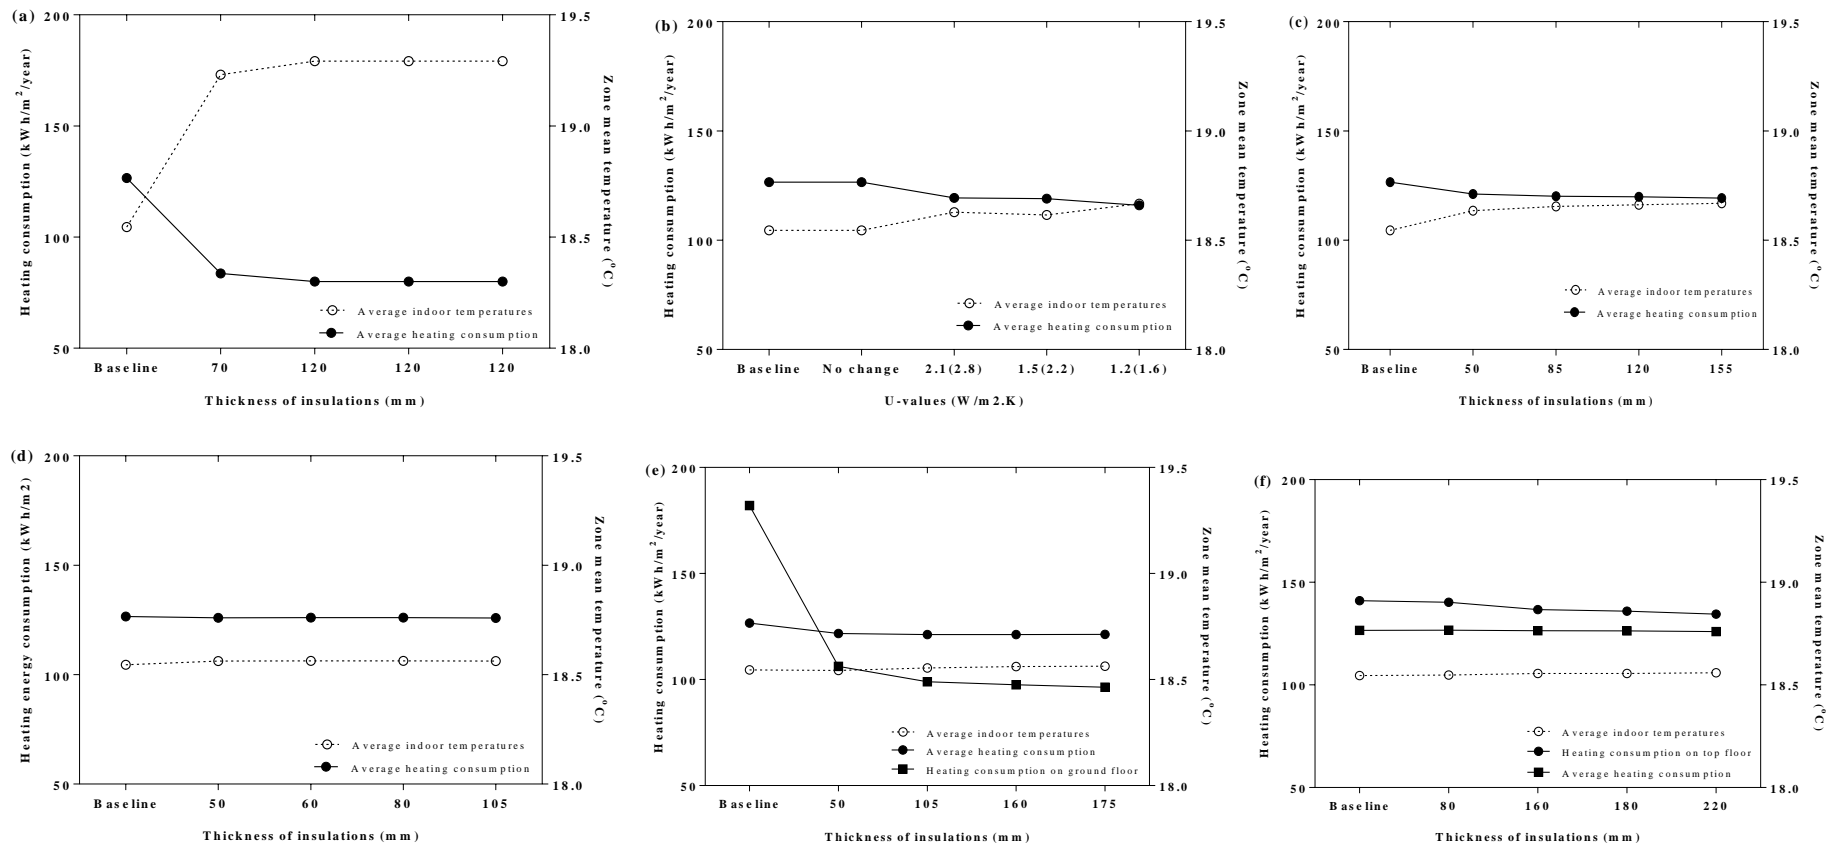 (a)
200
150
100
50
19.5
19.0
18.5
18.0
Heating consumption (kWh/m²/year)
Zone mean temperature (°C)
Average indoor temperatures
Average heating consumption
Baseline 70 120 120 120
Thickness of insulations (mm)
(b)
200
150
100
50
19.5
19.0
18.5
18.0
Heating consumption (kWh/m²/year)
Zone mean temperature (°C)
Average indoor temperatures
Average heating consumption
Baseline No change 2.1(2.8) 1.5(2.2) 1.2(1.6)
U-values (W/m2.K)
(c)
200
150
100
50
19.5
19.0
18.5
18.0
Heating consumption (kWh/m²/year)
Zone mean temperature (°C)
Average indoor temperatures
Average heating consumption
Baseline 50 85 120 155
Thickness of insulations (mm)
(d)
200
150
100
50
19.5
19.0
18.5
18.0
Heating energy consumption (kWh/m2)
Zone mean temperature (°C)
Average indoor temperatures
Average heating consumption
Baseline 50 60 80 105
Thickness of insulations (mm)
(e)
200
150
100
50
19.5
19.0
18.5
18.0
Heating consumption (kWh/m²/year)
Zone mean temperature (°C)
Average indoor temperatures
Average heating consumption
Heating consumption on ground floor
Baseline 50 105 160 175
Thickness of insulations (mm)
(f)
200
150
100
50
19.5
19.0
18.5
18.0
Heating consumption (kWh/m²/year)
Zone mean temperature (°C)
Average indoor temperatures
Heating consumption on top floor
Average heating consumption
Baseline 80 160 180 220
Thickness of insulations (mm)